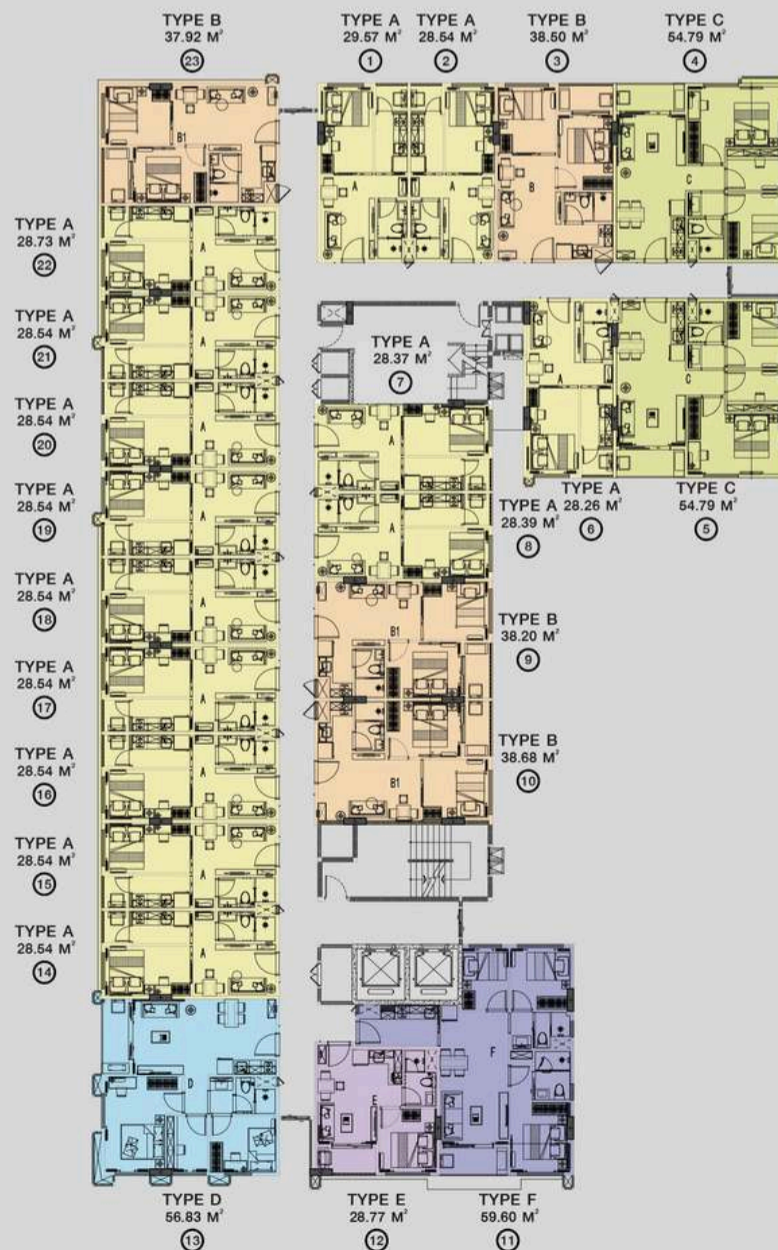 TYPE B
37.92 M²
23
TYPE A
29.57 M²
1
TYPE A
28.54 M²
2
TYPE B
38.50 M²
3
TYPE C
54.79 M²
4
B1
A
A
B
C
TYPE A
28.73 M²
22
A
TYPE A
28.54 M²
21
A
TYPE A
28.54 M²
20
A
TYPE A
28.54 M²
19
A
TYPE A
28.54 M²
18
A
TYPE A
28.54 M²
17
A
TYPE A
28.54 M²
16
A
TYPE A
28.54 M²
15
A
TYPE A
28.54 M²
14
A
TYPE A
28.37 M²
7
A
C
A
A
TYPE A
28.39 M²
8
TYPE A
28.26 M²
6
TYPE C
54.79 M²
5
B1
TYPE B
38.20 M²
9
B1
TYPE B
38.68 M²
10
D
E
F
TYPE D
56.83 M²
13
TYPE E
28.77 M²
12
TYPE F
59.60 M²
11